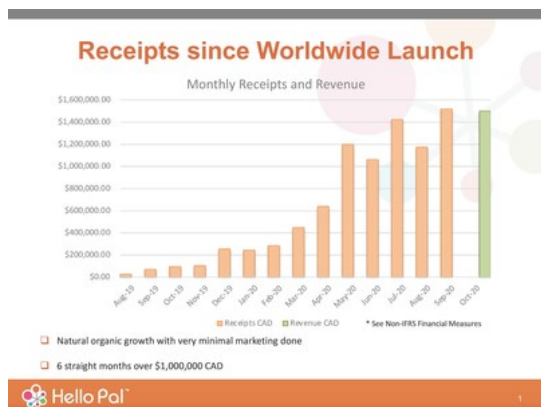 Receipts since Worldwide Launch
Monthly Receipts and Revenue
$1,600,000.00
$1,400,000.00
$1,200,000.00
$1,000,000.00
$800,000.00
$600,000.00
$400,000.00
$200,000.00
$0.00
Aug-19 Sep-19 Oct-19 Nov-19 Dec-19 Jan-20 Feb-20 Mar-20 Apr-20 May-20 Jun-20 Jul-20 Aug-20 Sep-20 Oct-20
Receipts CAD Revenue CAD * See Non-IFRS Financial Measures
Natural organic growth with very minimal marketing done
6 straight months over $1,000,000 CAD
Hello Pal™ 1